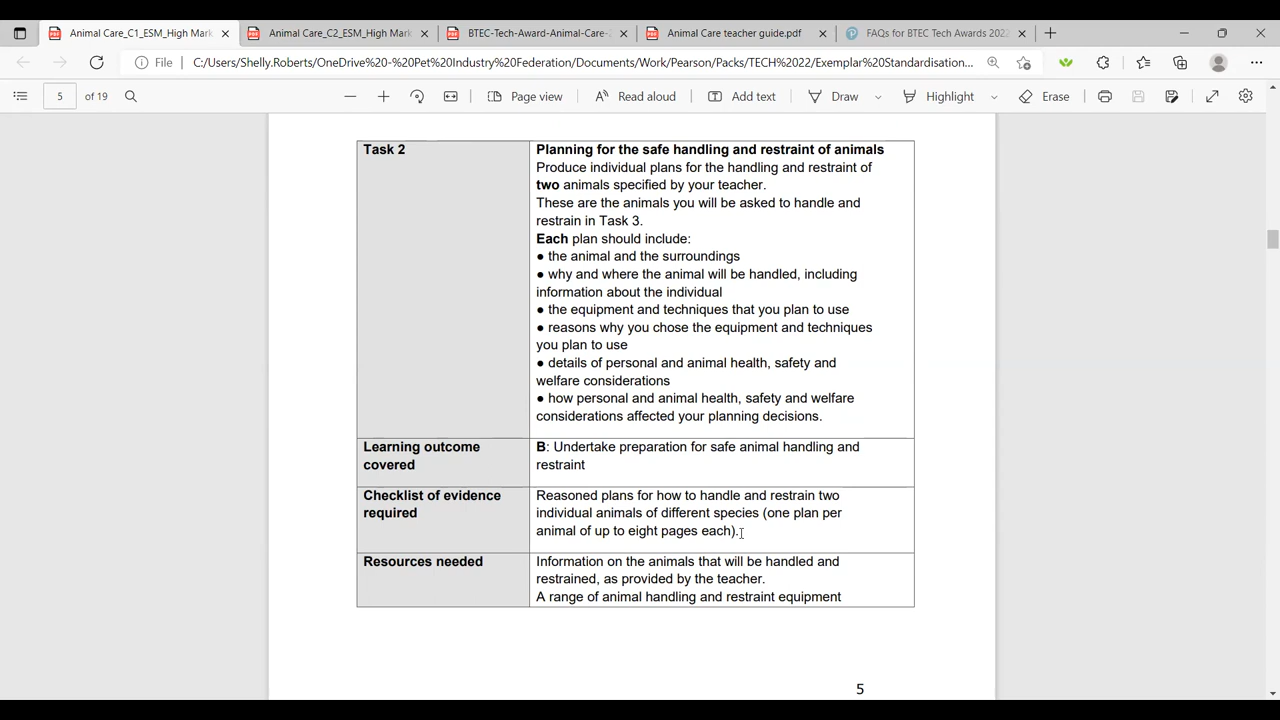 Animal Care_C1_ESM_High Mark
Animal Care_C2_ESM_High Mark
BTEC-Tech-Award-Animal-Care-2
Animal Care teacher guide.pdf
FAQs for BTEC Tech Awards 2022
File
C:/Users/Shelly.Roberts/OneDrive%20-%20Pet%20Industry%20Federation/Documents/Work/Pearson/Packs/TECH%2022/Exemplar%20Standardisation...
5 of 19
Page view
Read aloud
Add text
Draw
Highlight
Erase
Task 2
Planning for the safe handling and restraint of animals
Produce individual plans for the handling and restraint of
two animals specified by your teacher.
These are the animals you will be asked to handle and
restrain in Task 3.
Each plan should include:
● the animal and the surroundings
● why and where the animal will be handled, including
information about the individual
● the equipment and techniques that you plan to use
● reasons why you chose the equipment and techniques
you plan to use
● details of personal and animal health, safety and
welfare considerations
● how personal and animal health, safety and welfare
considerations affected your planning decisions.
Learning outcome
covered
B: Undertake preparation for safe animal handling and
restraint
Checklist of evidence
required
Reasoned plans for how to handle and restrain two
individual animals of different species (one plan per
animal of up to eight pages each).
Resources needed
Information on the animals that will be handled and
restrained, as provided by the teacher.
A range of animal handling and restraint equipment
5